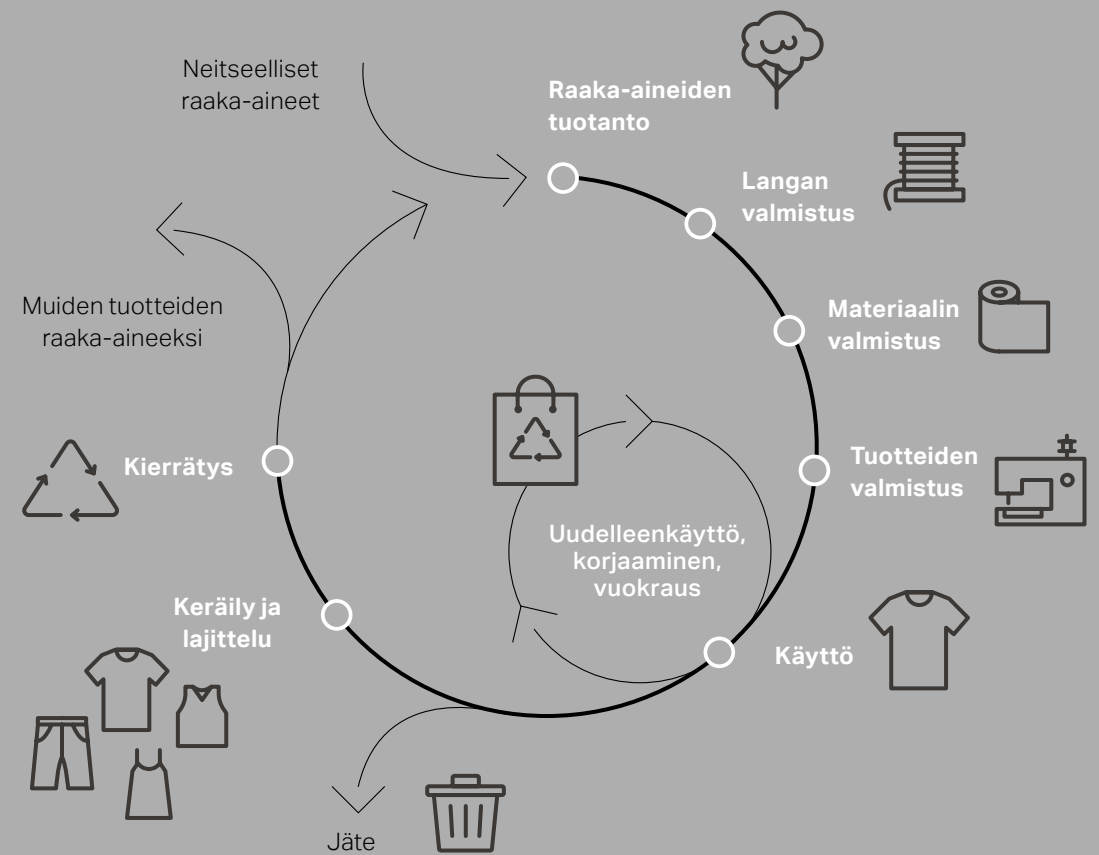 Neitseelliset
raaka-aineet
Raaka-aineiden
tuotanto
Langan
valmistus
Materiaalin
valmistus
Tuotteiden
valmistus
Käyttö
Uudelleenkäyttö,
korjaaminen,
vuokraus
Jäte
Keräily ja
lajittelu
Kierrätys
Muiden tuotteiden
raaka-aineeksi